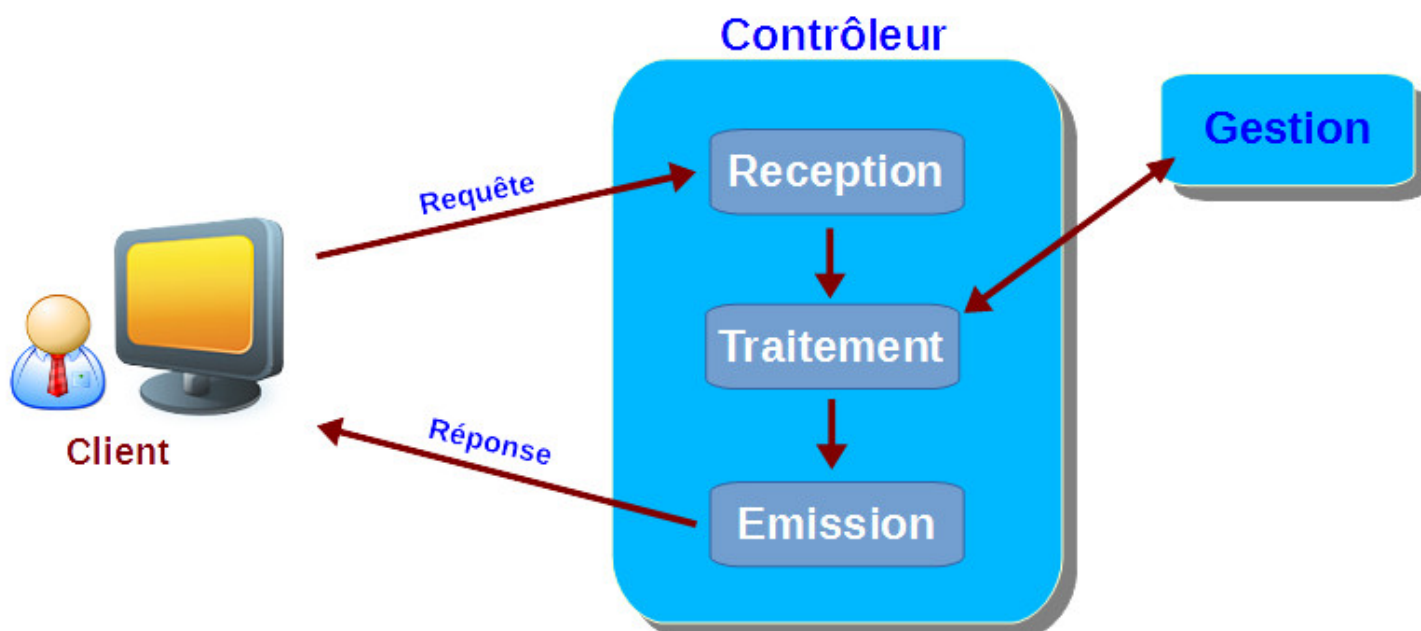 Contrôleur
Gestion
Reception
Requête
Traitement
Réponse
Client
Emission